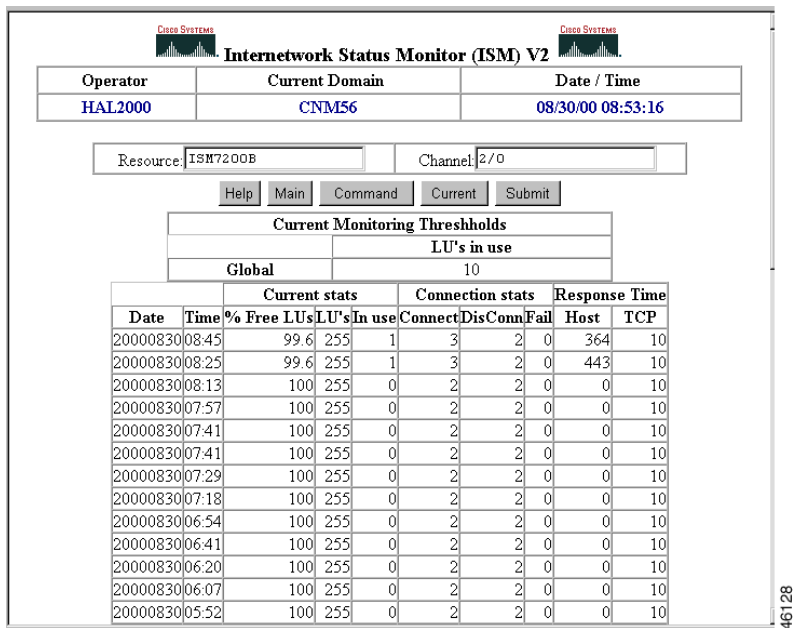 CISCO SYSTEMS CISCO SYSTEMS
Internetwork Status Monitor (ISM) V2
Operator Current Domain Date / Time
HAL2000 CNM56 08/30/00 08:53:16
Resource: ISM7200B Channel: 2/0
Help Main Command Current Submit
Current Monitoring Threshholds
LU's in use
Global 10
Current stats Connection stats Response Time
Date Time % Free LUs LU's In use Connect DisConn Fail Host TCP
20000830 08:45 99.6 255 1 3 2 0 364 10
20000830 08:25 99.6 255 1 3 2 0 443 10
20000830 08:13 100 255 0 2 2 0 0 10
20000830 07:57 100 255 0 2 2 0 0 10
20000830 07:41 100 255 0 2 2 0 0 10
20000830 07:41 100 255 0 2 2 0 0 10
20000830 07:29 100 255 0 2 2 0 0 10
20000830 07:18 100 255 0 2 2 0 0 10
20000830 06:54 100 255 0 2 2 0 0 10
20000830 06:41 100 255 0 2 2 0 0 10
20000830 06:20 100 255 0 2 2 0 0 10
20000830 06:07 100 255 0 2 2 0 0 10
20000830 05:52 100 255 0 2 2 0 0 10
46128